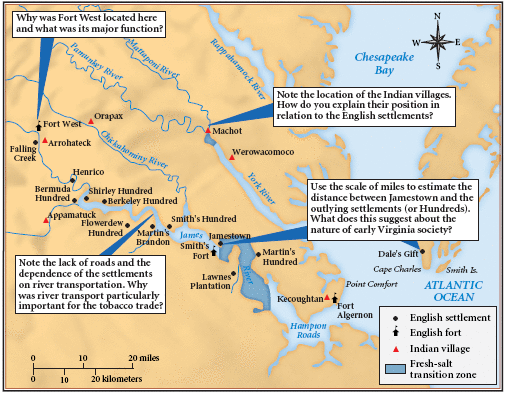 Why was Fort West located here
and what was its major function?
N
W
E
S
Pamunkey River
Mattaponi River
Rappahannock River
Chesapeake
Bay
Note the location of the Indian villages.
How do you explain their position in
relation to the English settlements?
Fort West
Orapax
Machot
Arrohateck
Falling
Creek
Chickahominy River
Werowacomoco
Henrico
York River
Use the scale of miles to estimate the
distance between Jamestown and the
outlying settlements (or Hundreds).
What does this suggest about the
nature of early Virginia society?
Bermuda
Hundred
Shirley Hundred
Berkeley Hundred
Appamatuck
Flowerdew
Hundred
Martin's
Brandon
Smith's Hundred
James
River
Jamestown
Smith's
Fort
Martin's
Hundred
Dale's Gift
Cape Charles
Smith Is.
Note the lack of roads and the
dependence of the settlements
on river transportation. Why
was river transport particularly
important for the tobacco trade?
Lawnes
Plantation
Point Comfort
ATLANTIC
OCEAN
Kecoughtan
Fort
Algernon
Hampton
Roads
English settlement
English fort
Indian village
Fresh-salt
transition zone
0 10 20 miles
0 10 20 kilometers